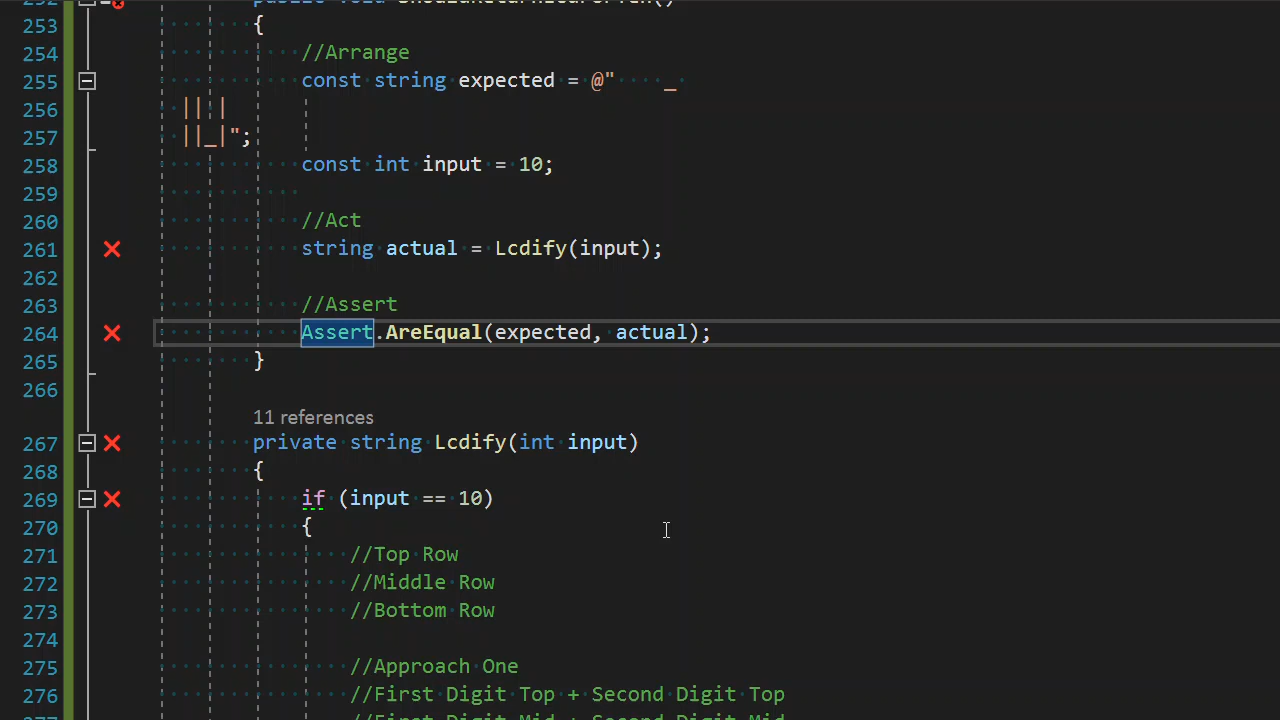 253 {
254 //Arrange
255 const string expected = @"    _ 
256   || |
257   ||_|";
258 const int input = 10;
259
260 //Act
261 string actual = Lcdify(input);
262
263 //Assert
264 Assert.AreEqual(expected, actual);
265 }
266
11 references
267 private string Lcdify(int input)
268 {
269 if (input == 10)
270 {
271 //Top Row
272 //Middle Row
273 //Bottom Row
274
275 //Approach One
276 //First Digit Top + Second Digit Top